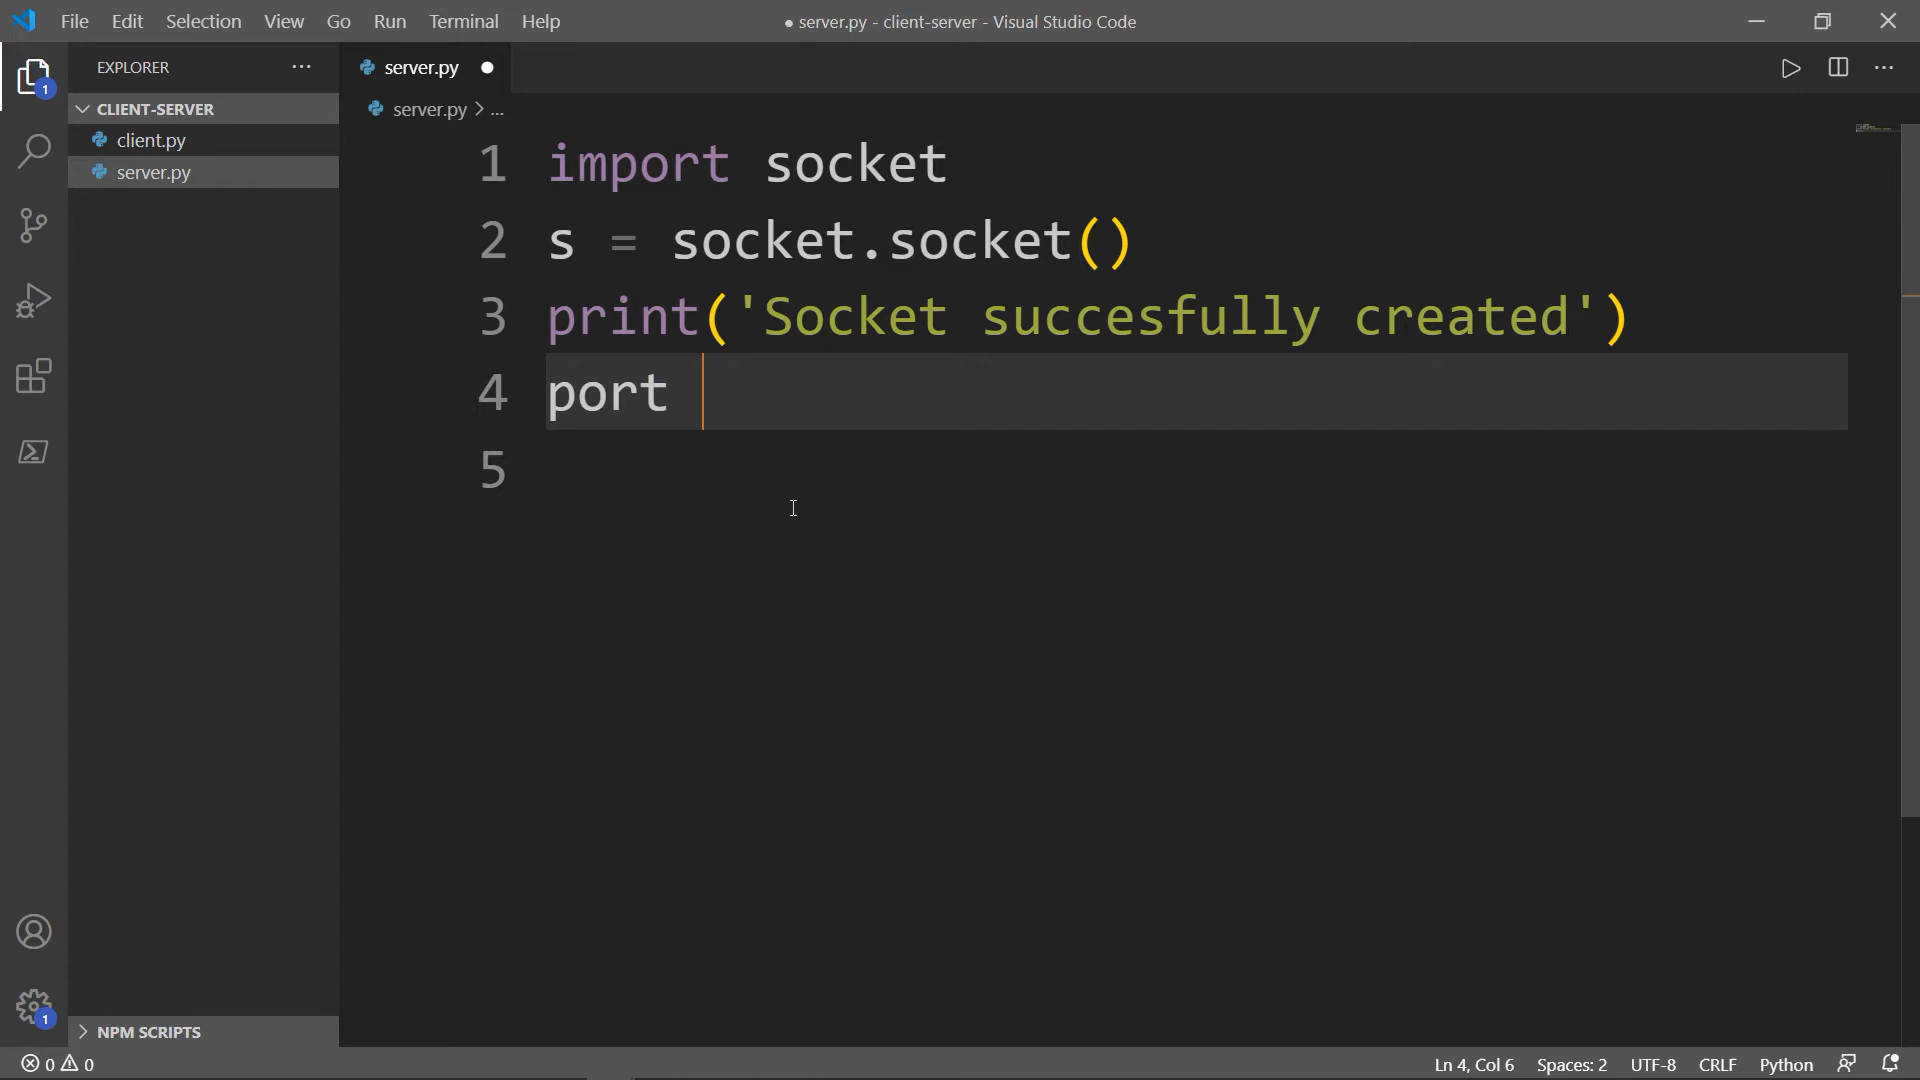 File Edit Selection View Go Run Terminal Help ● server.py - client-server - Visual Studio Code
EXPLORER ···
server.py ●
CLIENT-SERVER
server.py > ...
client.py
server.py
1 import socket
2 s = socket.socket()
3 print('Socket succesfully created')
4 port
5
1
1
NPM SCRIPTS
0 0 Ln 4, Col 6 Spaces: 2 UTF-8 CRLF Python